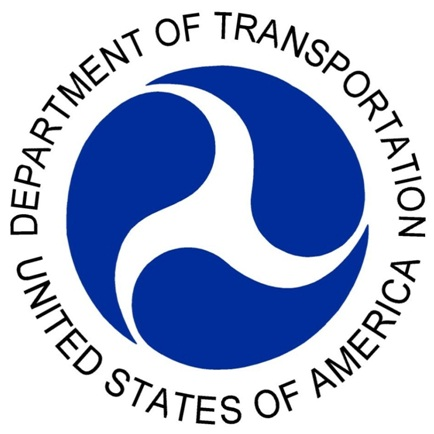 DEPARTMENT OF TRANSPORTATION
UNITED STATES OF AMERICA